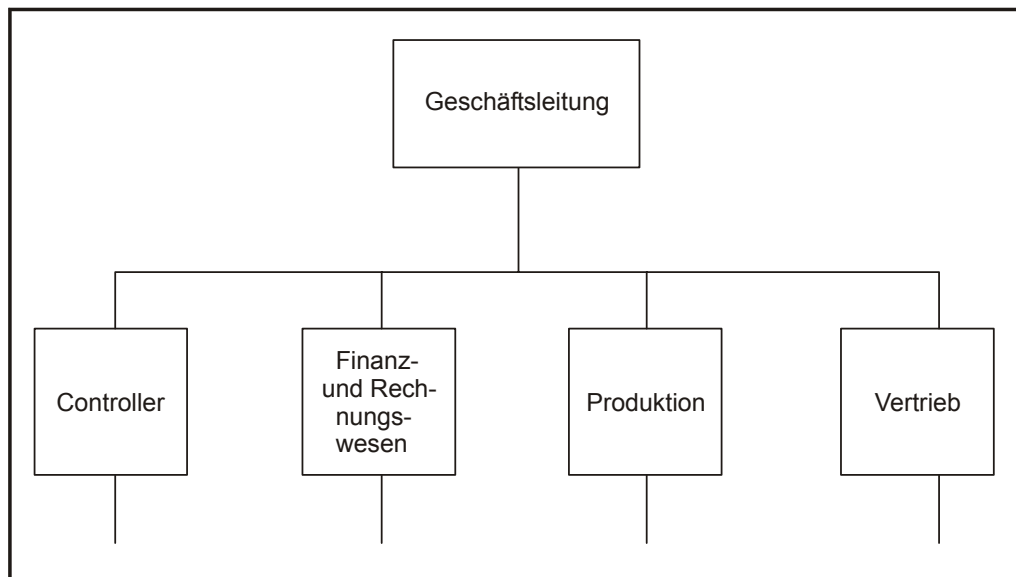 Geschäftsleitung
Controller
Finanz-
und Rech-
nungs-
wesen
Produktion
Vertrieb